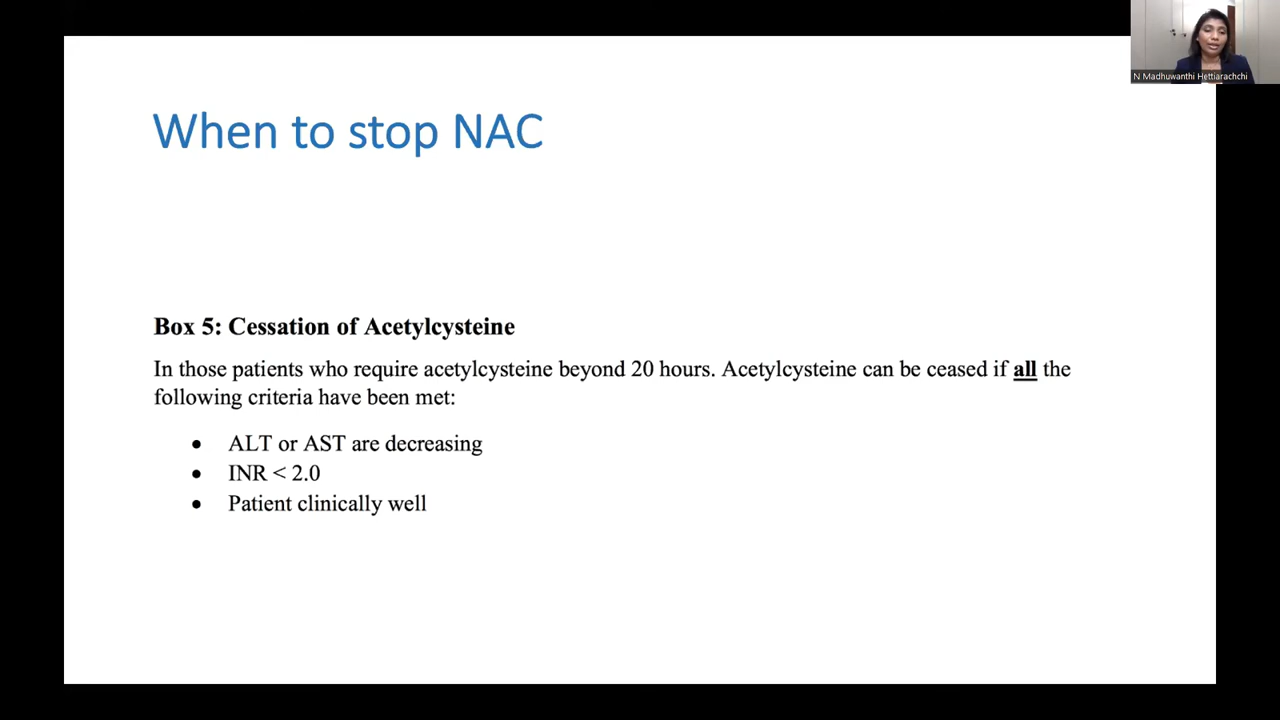 N Madhuwanthi Hettiarachchi
When to stop NAC
Box 5: Cessation of Acetylcysteine
In those patients who require acetylcysteine beyond 20 hours. Acetylcysteine can be ceased if all the
following criteria have been met:
• ALT or AST are decreasing
• INR < 2.0
• Patient clinically well